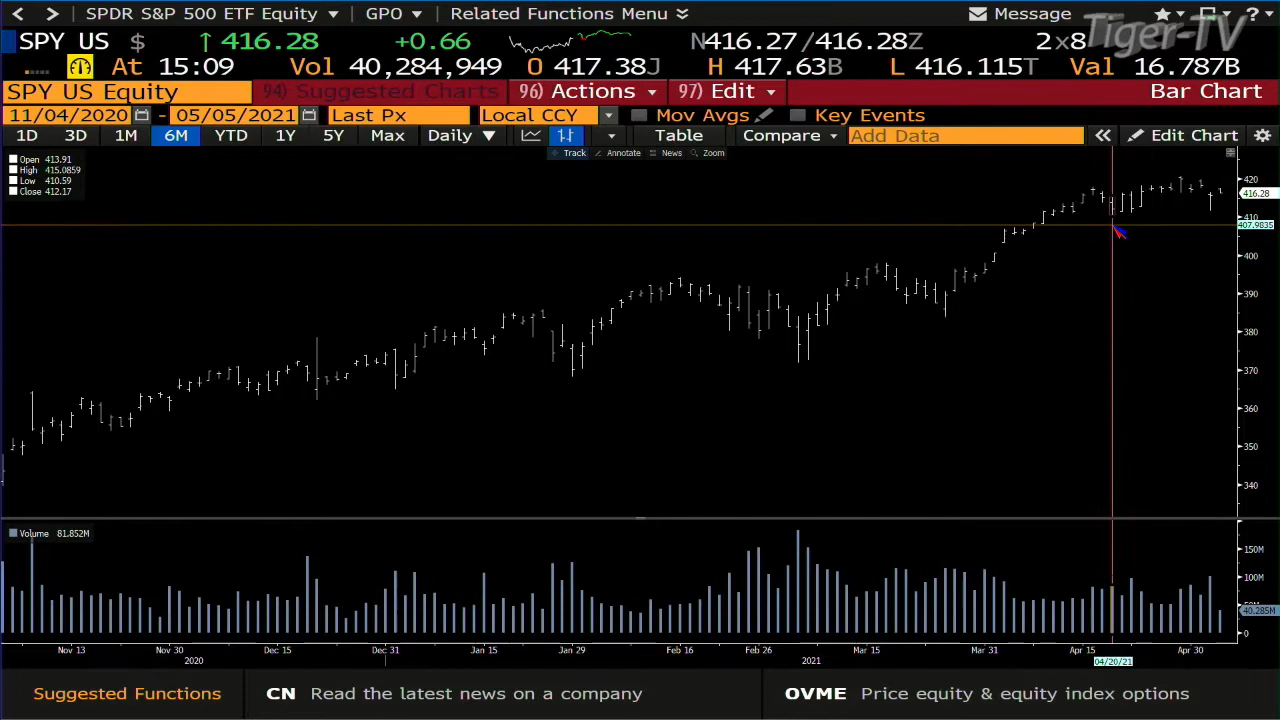 SPDR S&P 500 ETF Equity GPO Related Functions Menu Message ?
Tiger-TV
SPY US $ ↑ 416.28 +0.66 N416.27/416.28Z 2x8
At 15:09 Vol 40,284,949 O 417.38J H 417.63B L 416.115T Val 16.787B
SPY US Equity 94) Suggested Charts 96) Actions 97) Edit Bar Chart
11/04/2020 - 05/05/2021 Last Px Local CCY Mov Avgs Key Events
1D 3D 1M 6M YTD 1Y 5Y Max Daily ▼ Table Compare Add Data « Edit Chart
Track Annotate News Zoom
Open 413.91
High 415.0859
Low 410.59
Close 412.17
420
416.28
410
407.9835
400
390
380
370
360
350
340
Volume 81.852M
150M
100M
50M
40.285M
0
Nov 13 Nov 30 Dec 15 Dec 31 Jan 15 Jan 29 Feb 16 Feb 26 Mar 15 Mar 31 Apr 15 Apr 30
2020 2021 04/20/21
Suggested Functions CN Read the latest news on a company OVME Price equity & equity index options